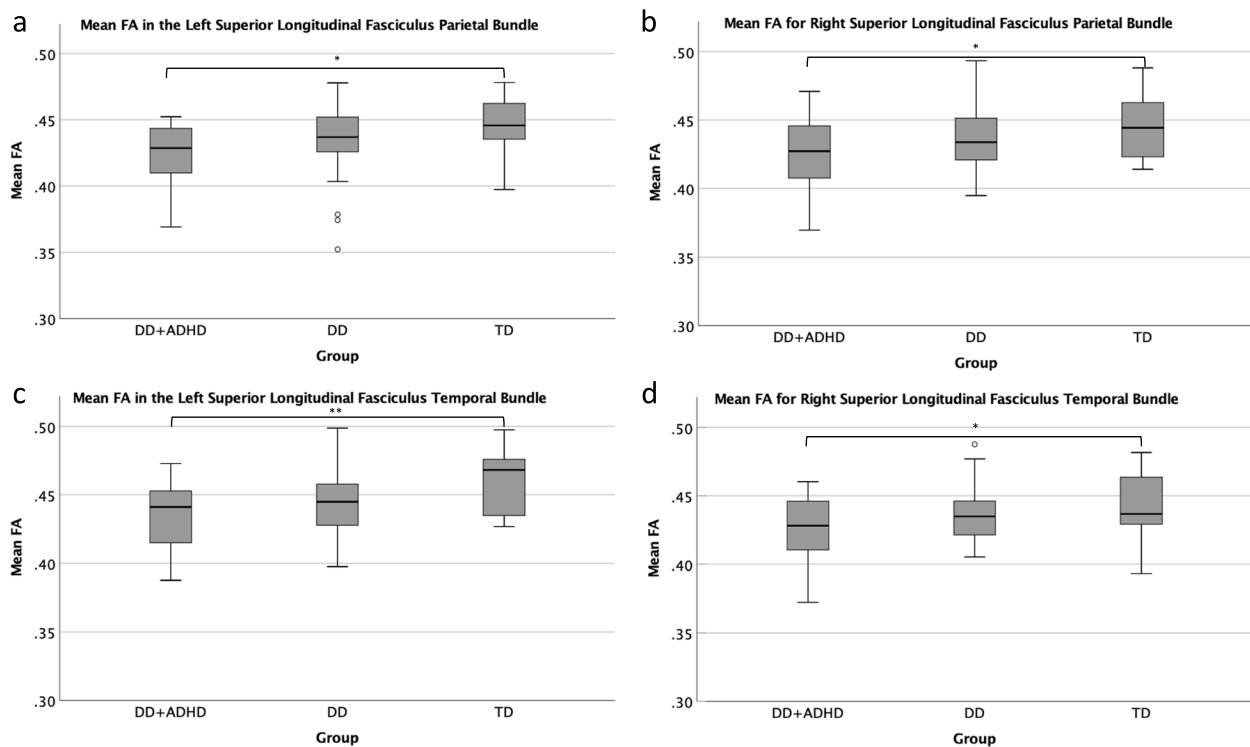 a
Mean FA in the Left Superior Longitudinal Fasciculus Parietal Bundle
*
.50
.45
.40
.35
.30
Mean FA
DD+ADHD DD TD
Group
b
Mean FA for Right Superior Longitudinal Fasciculus Parietal Bundle
*
.50
.45
.40
.35
.30
Mean FA
DD+ADHD DD TD
Group
c
Mean FA in the Left Superior Longitudinal Fasciculus Temporal Bundle
**
.50
.45
.40
.35
.30
Mean FA
DD+ADHD DD TD
Group
d
Mean FA for Right Superior Longitudinal Fasciculus Temporal Bundle
*
.50
.45
.40
.35
.30
Mean FA
DD+ADHD DD TD
Group